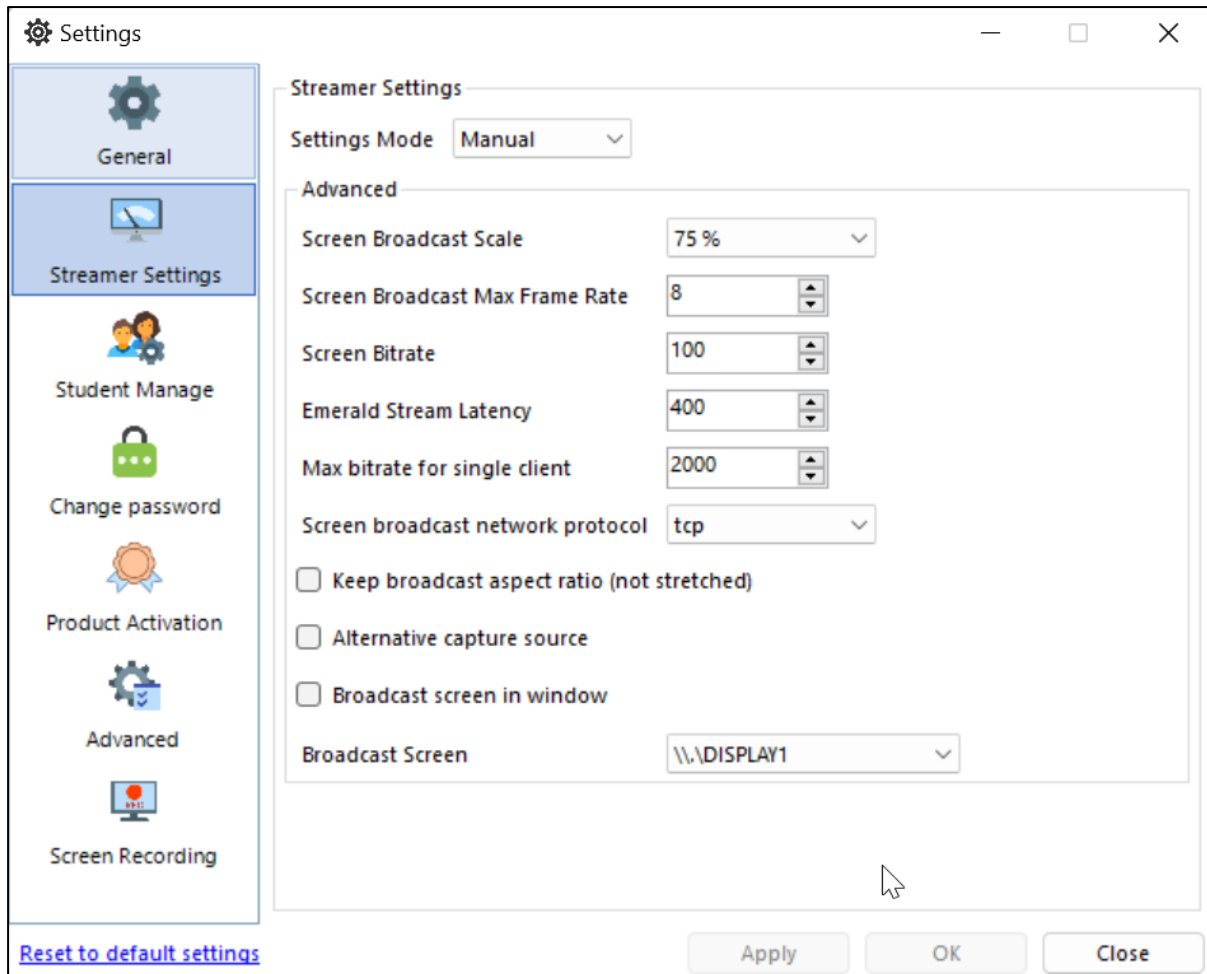 Settings
General
Streamer Settings
Student Manage
Change password
Product Activation
Advanced
Screen Recording
Streamer Settings
Settings Mode Manual
Advanced
Screen Broadcast Scale 75 %
Screen Broadcast Max Frame Rate 8
Screen Bitrate 100
Emerald Stream Latency 400
Max bitrate for single client 2000
Screen broadcast network protocol tcp
Keep broadcast aspect ratio (not stretched)
Alternative capture source
Broadcast screen in window
Broadcast Screen \\.\DISPLAY1
Reset to default settings Apply OK Close